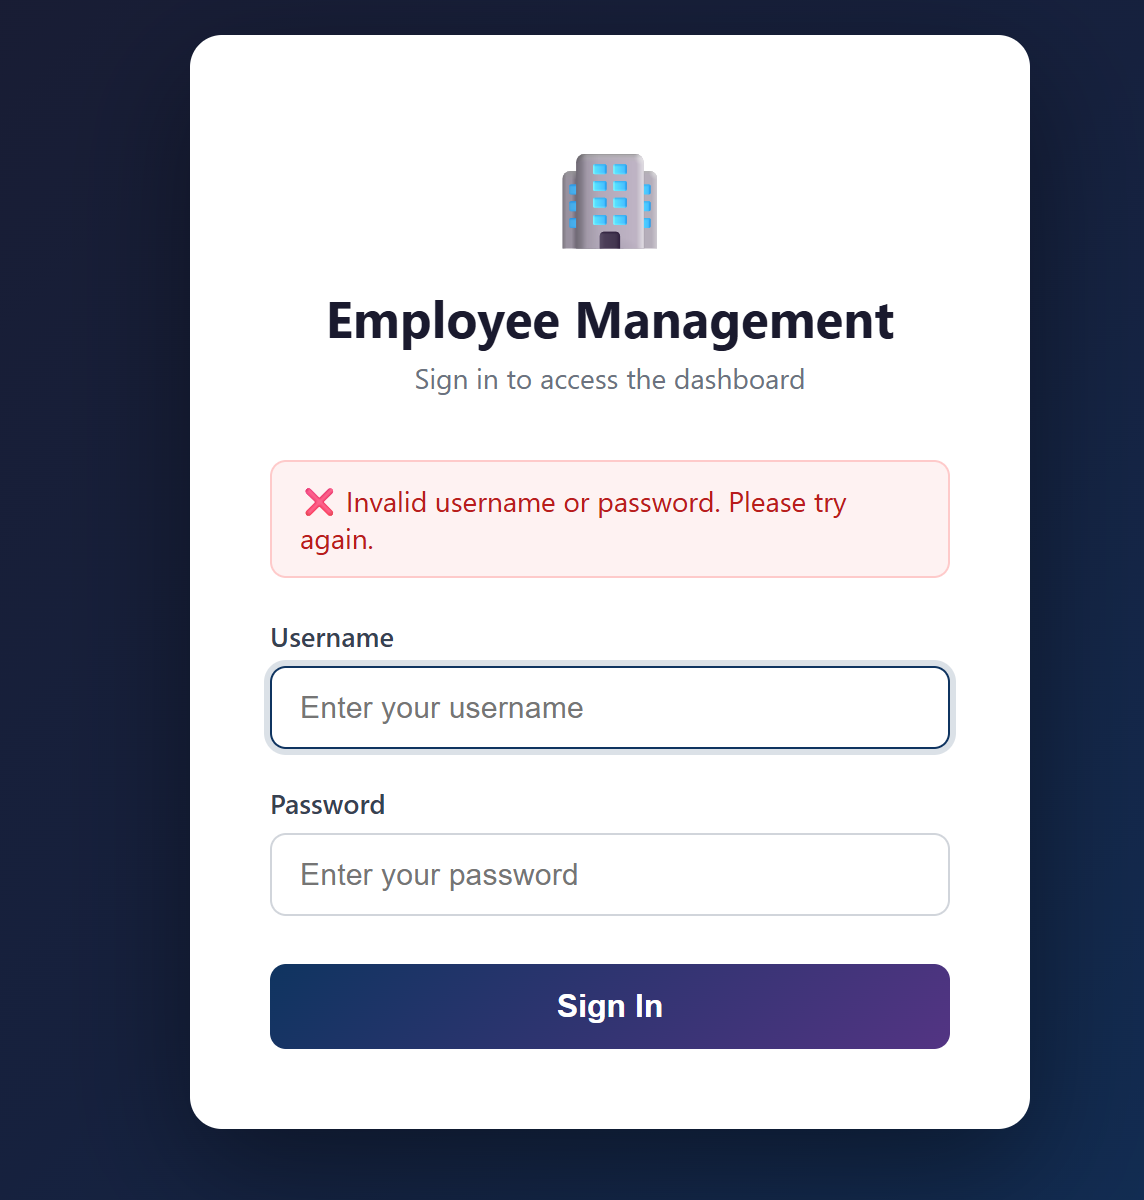 Employee Management
Sign in to access the dashboard
❌ Invalid username or password. Please try
again.
Username
Enter your username
Password
Enter your password
Sign In